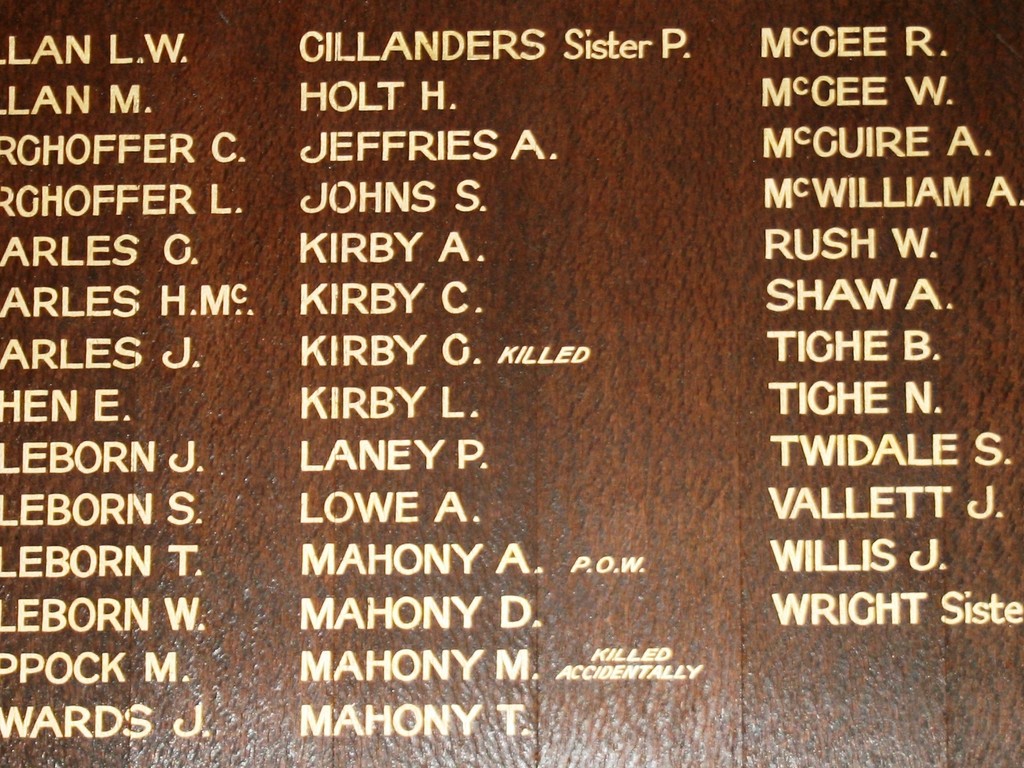 LLAN L.W.
LLAN M.
RGHOFFER C.
RGHOFFER L.
ARLES G.
ARLES H.Mc.
ARLES J.
HEN E.
LEBORN J.
LEBORN S.
LEBORN T.
LEBORN W.
PPOCK M.
WARDS J.
GILLANDERS Sister P.
HOLT H.
JEFFRIES A.
JOHNS S.
KIRBY A.
KIRBY C.
KIRBY G. KILLED
KIRBY L.
LANEY P.
LOWE A.
MAHONY A. P.O.W.
MAHONY D.
MAHONY M. KILLED ACCIDENTALLY
MAHONY T.
McGEE R.
McGEE W.
McGUIRE A.
McWILLIAM A.
RUSH W.
SHAW A.
TIGHE B.
TIGHE N.
TWIDALE S.
VALLETT J.
WILLIS J.
WRIGHT Siste